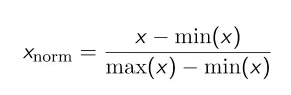 x_norm = (x − min(x)) / (max(x) − min(x))